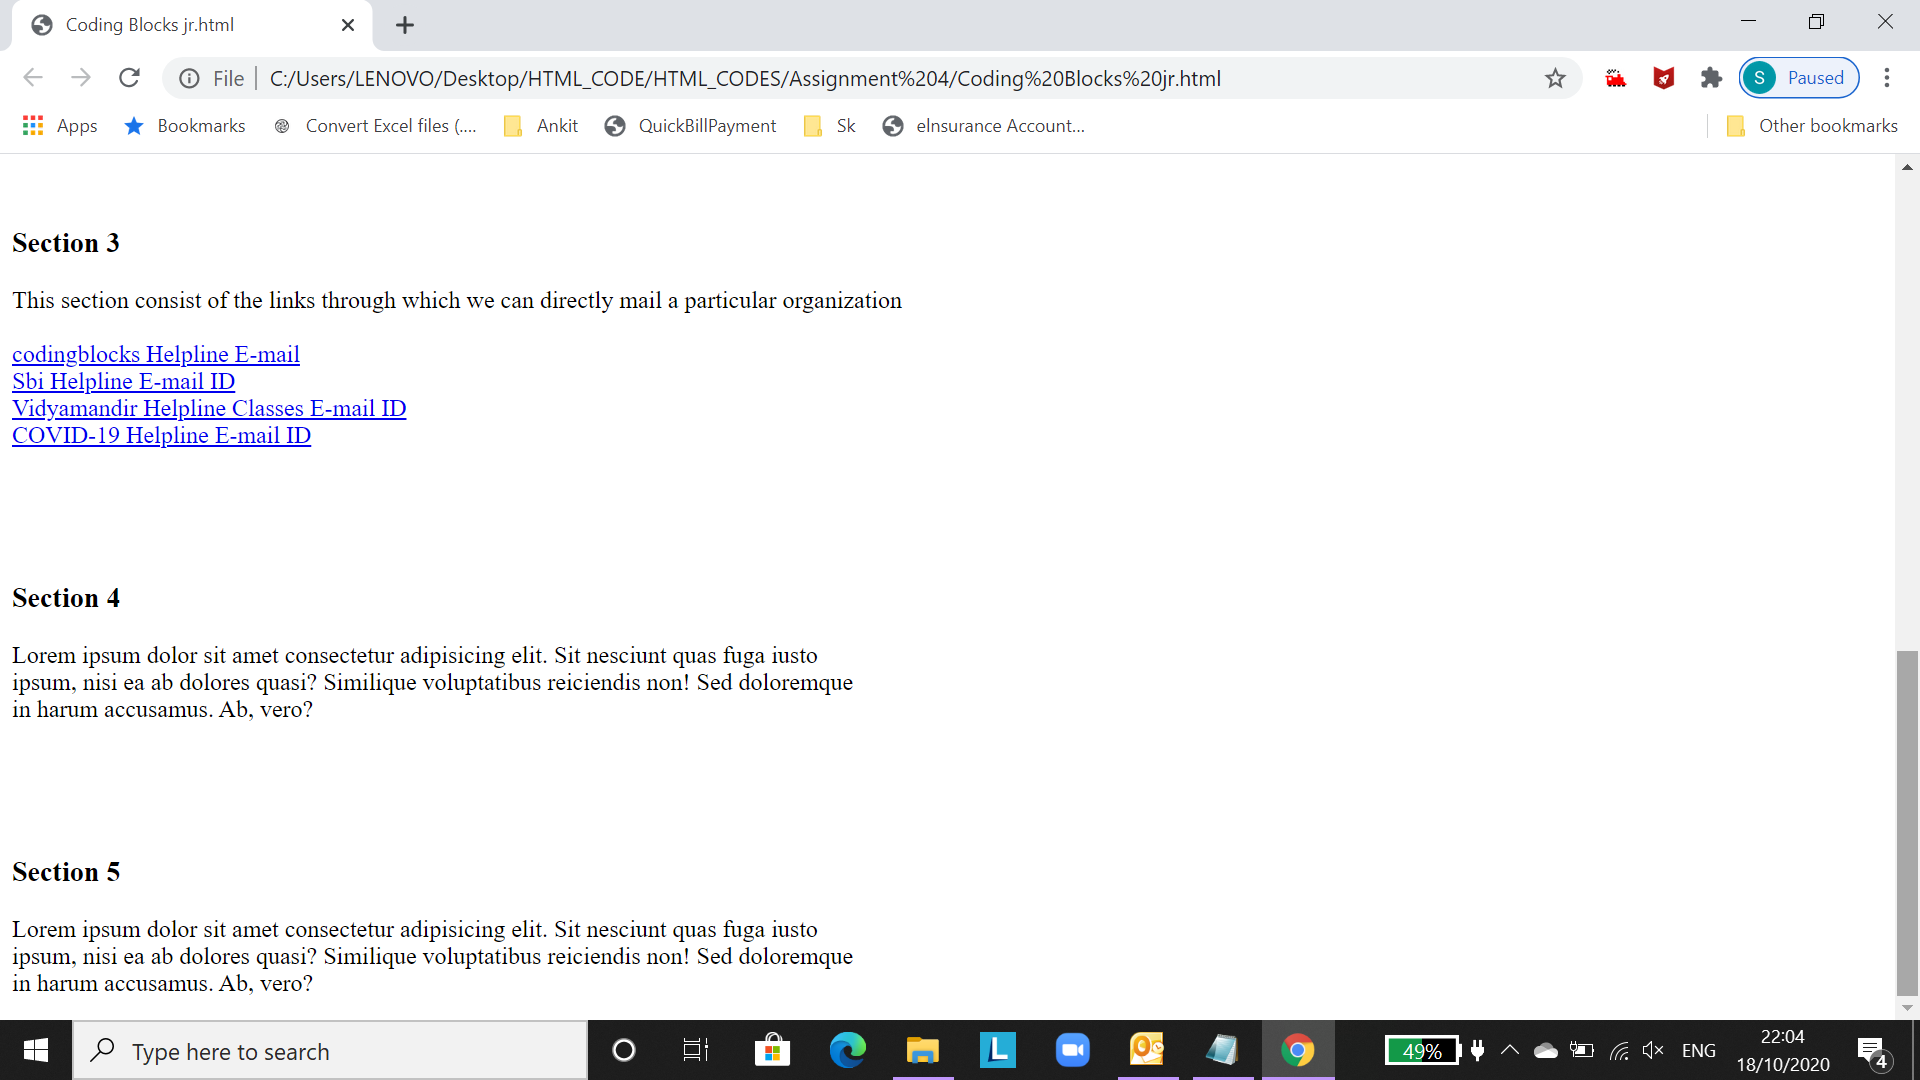 Coding Blocks jr.html
File C:/Users/LENOVO/Desktop/HTML_CODE/HTML_CODES/Assignment%204/Coding%20Blocks%20jr.html
S Paused
Apps Bookmarks Convert Excel files (.... Ankit QuickBillPayment Sk eInsurance Account... Other bookmarks
Section 3
This section consist of the links through which we can directly mail a particular organization
codingblocks Helpline E-mail
Sbi Helpline E-mail ID
Vidyamandir Helpline Classes E-mail ID
COVID-19 Helpline E-mail ID
Section 4
Lorem ipsum dolor sit amet consectetur adipisicing elit. Sit nesciunt quas fuga iusto
ipsum, nisi ea ab dolores quasi? Similique voluptatibus reiciendis non! Sed doloremque
in harum accusamus. Ab, vero?
Section 5
Lorem ipsum dolor sit amet consectetur adipisicing elit. Sit nesciunt quas fuga iusto
ipsum, nisi ea ab dolores quasi? Similique voluptatibus reiciendis non! Sed doloremque
in harum accusamus. Ab, vero?
Type here to search
L
49%
ENG
22:04
18/10/2020
4